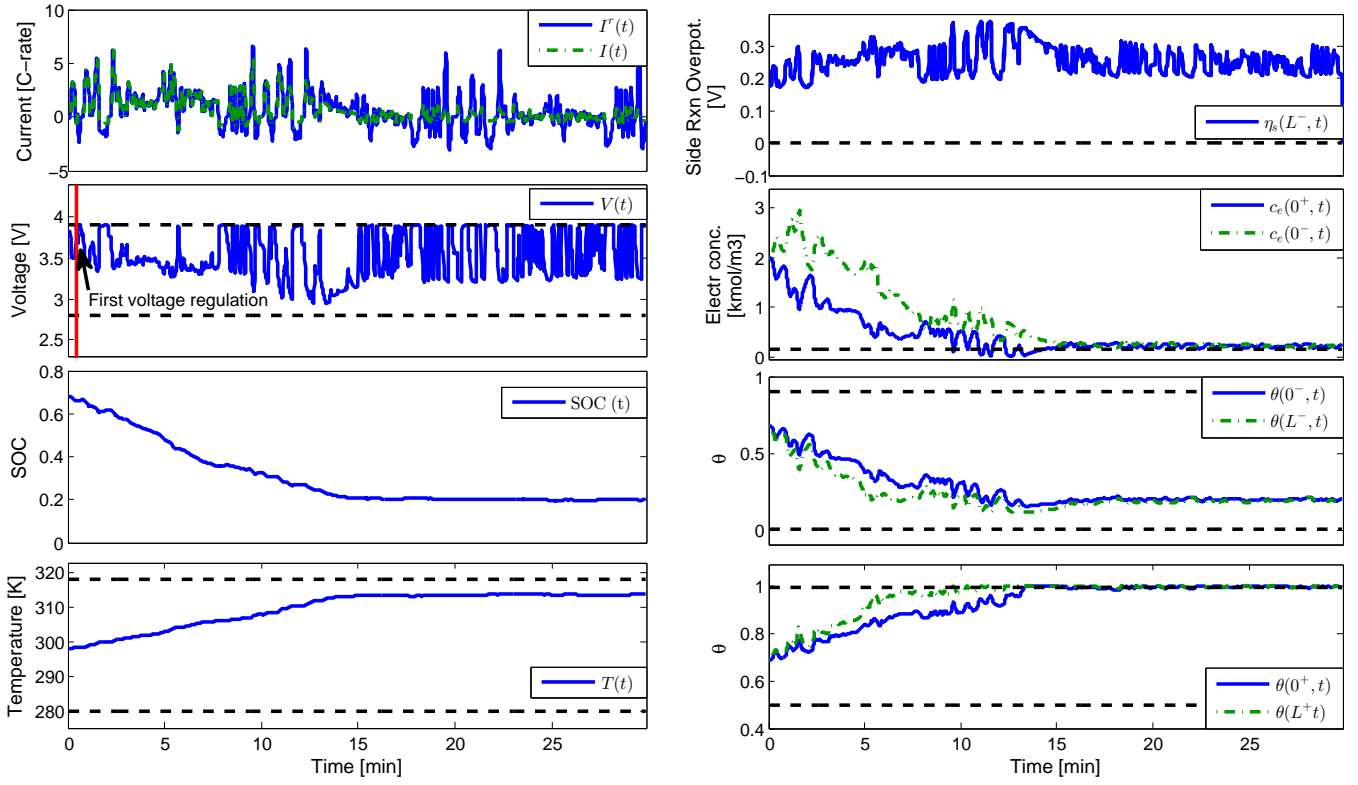 10
5
0
−5
Current [C-rate]
I^r(t)
I(t)
4
3.5
3
2.5
Voltage [V]
V(t)
First voltage regulation
0.8
0.6
0.4
0.2
0
SOC
SOC (t)
320
310
300
290
280
Temperature [K]
T(t)
0
5
10
15
20
25
Time [min]
0.3
0.2
0.1
0
−0.1
Side Rxn Overpot.
[V]
η_s(L^−, t)
3
2
1
0
Electr conc.
[kmol/m3]
c_e(0^+, t)
c_e(0^−, t)
1
0.5
0
θ
θ(0^−, t)
θ(L^−, t)
1
0.8
0.6
0.4
θ
θ(0^+, t)
θ(L^+t)
0
5
10
15
20
25
Time [min]